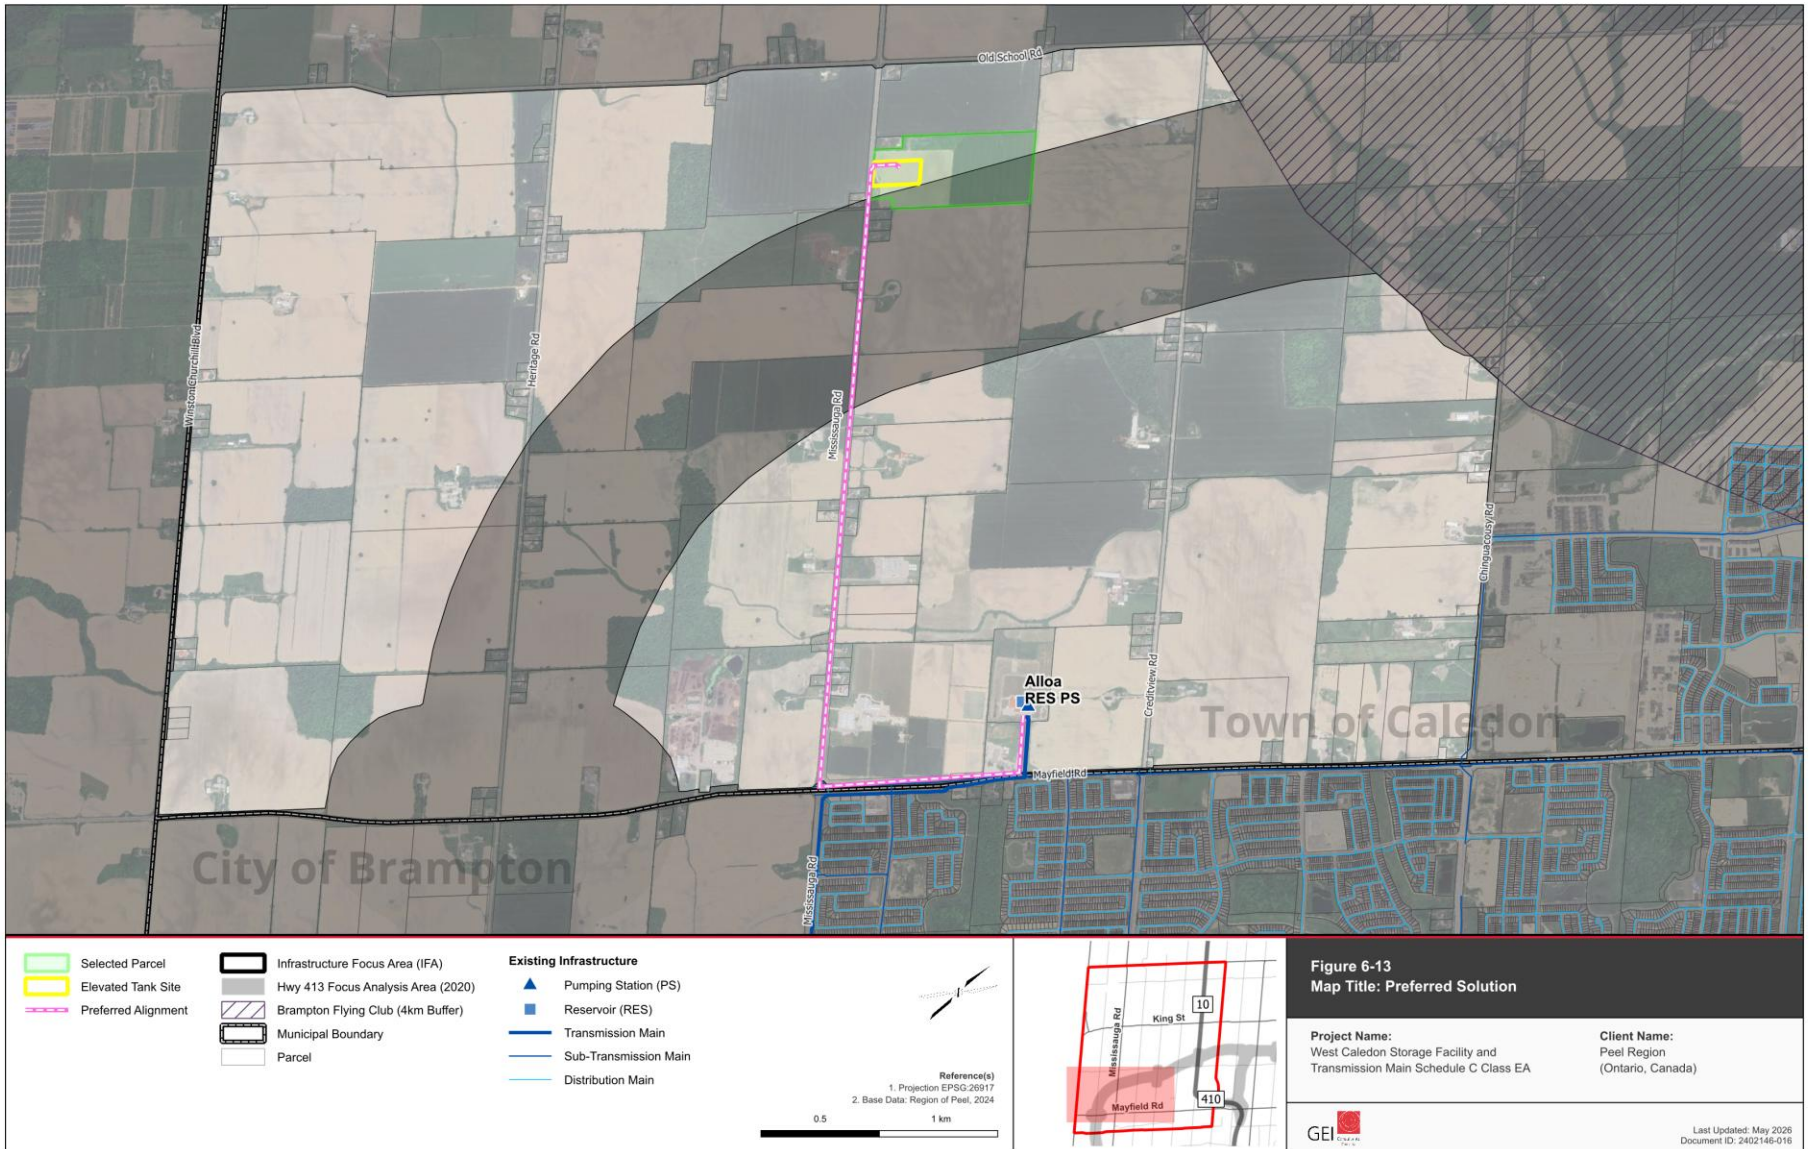 Old School Rd
Winston Churchill Blvd
Heritage Rd
Mississauga Rd
Chinguacousy Rd
Creditview Rd
Alloa
RES PS
Town of Caledon
Mayfield Rd
City of Brampton
Mississauga Rd
Selected Parcel
Elevated Tank Site
Preferred Alignment
Infrastructure Focus Area (IFA)
Hwy 413 Focus Analysis Area (2020)
Brampton Flying Club (4km Buffer)
Municipal Boundary
Parcel
Existing Infrastructure
Pumping Station (PS)
Reservoir (RES)
Transmission Main
Sub-Transmission Main
Distribution Main
Reference(s)
1. Projection EPSG:26917
2. Base Data: Region of Peel, 2024
0.5 1 km
10
King St
Mississauga Rd
Mayfield Rd
410
Figure 6-13
Map Title: Preferred Solution
Project Name:
West Caledon Storage Facility and
Transmission Main Schedule C Class EA
Client Name:
Peel Region
(Ontario, Canada)
GEI
Last Updated: May 2026
Document ID: 2402146-016